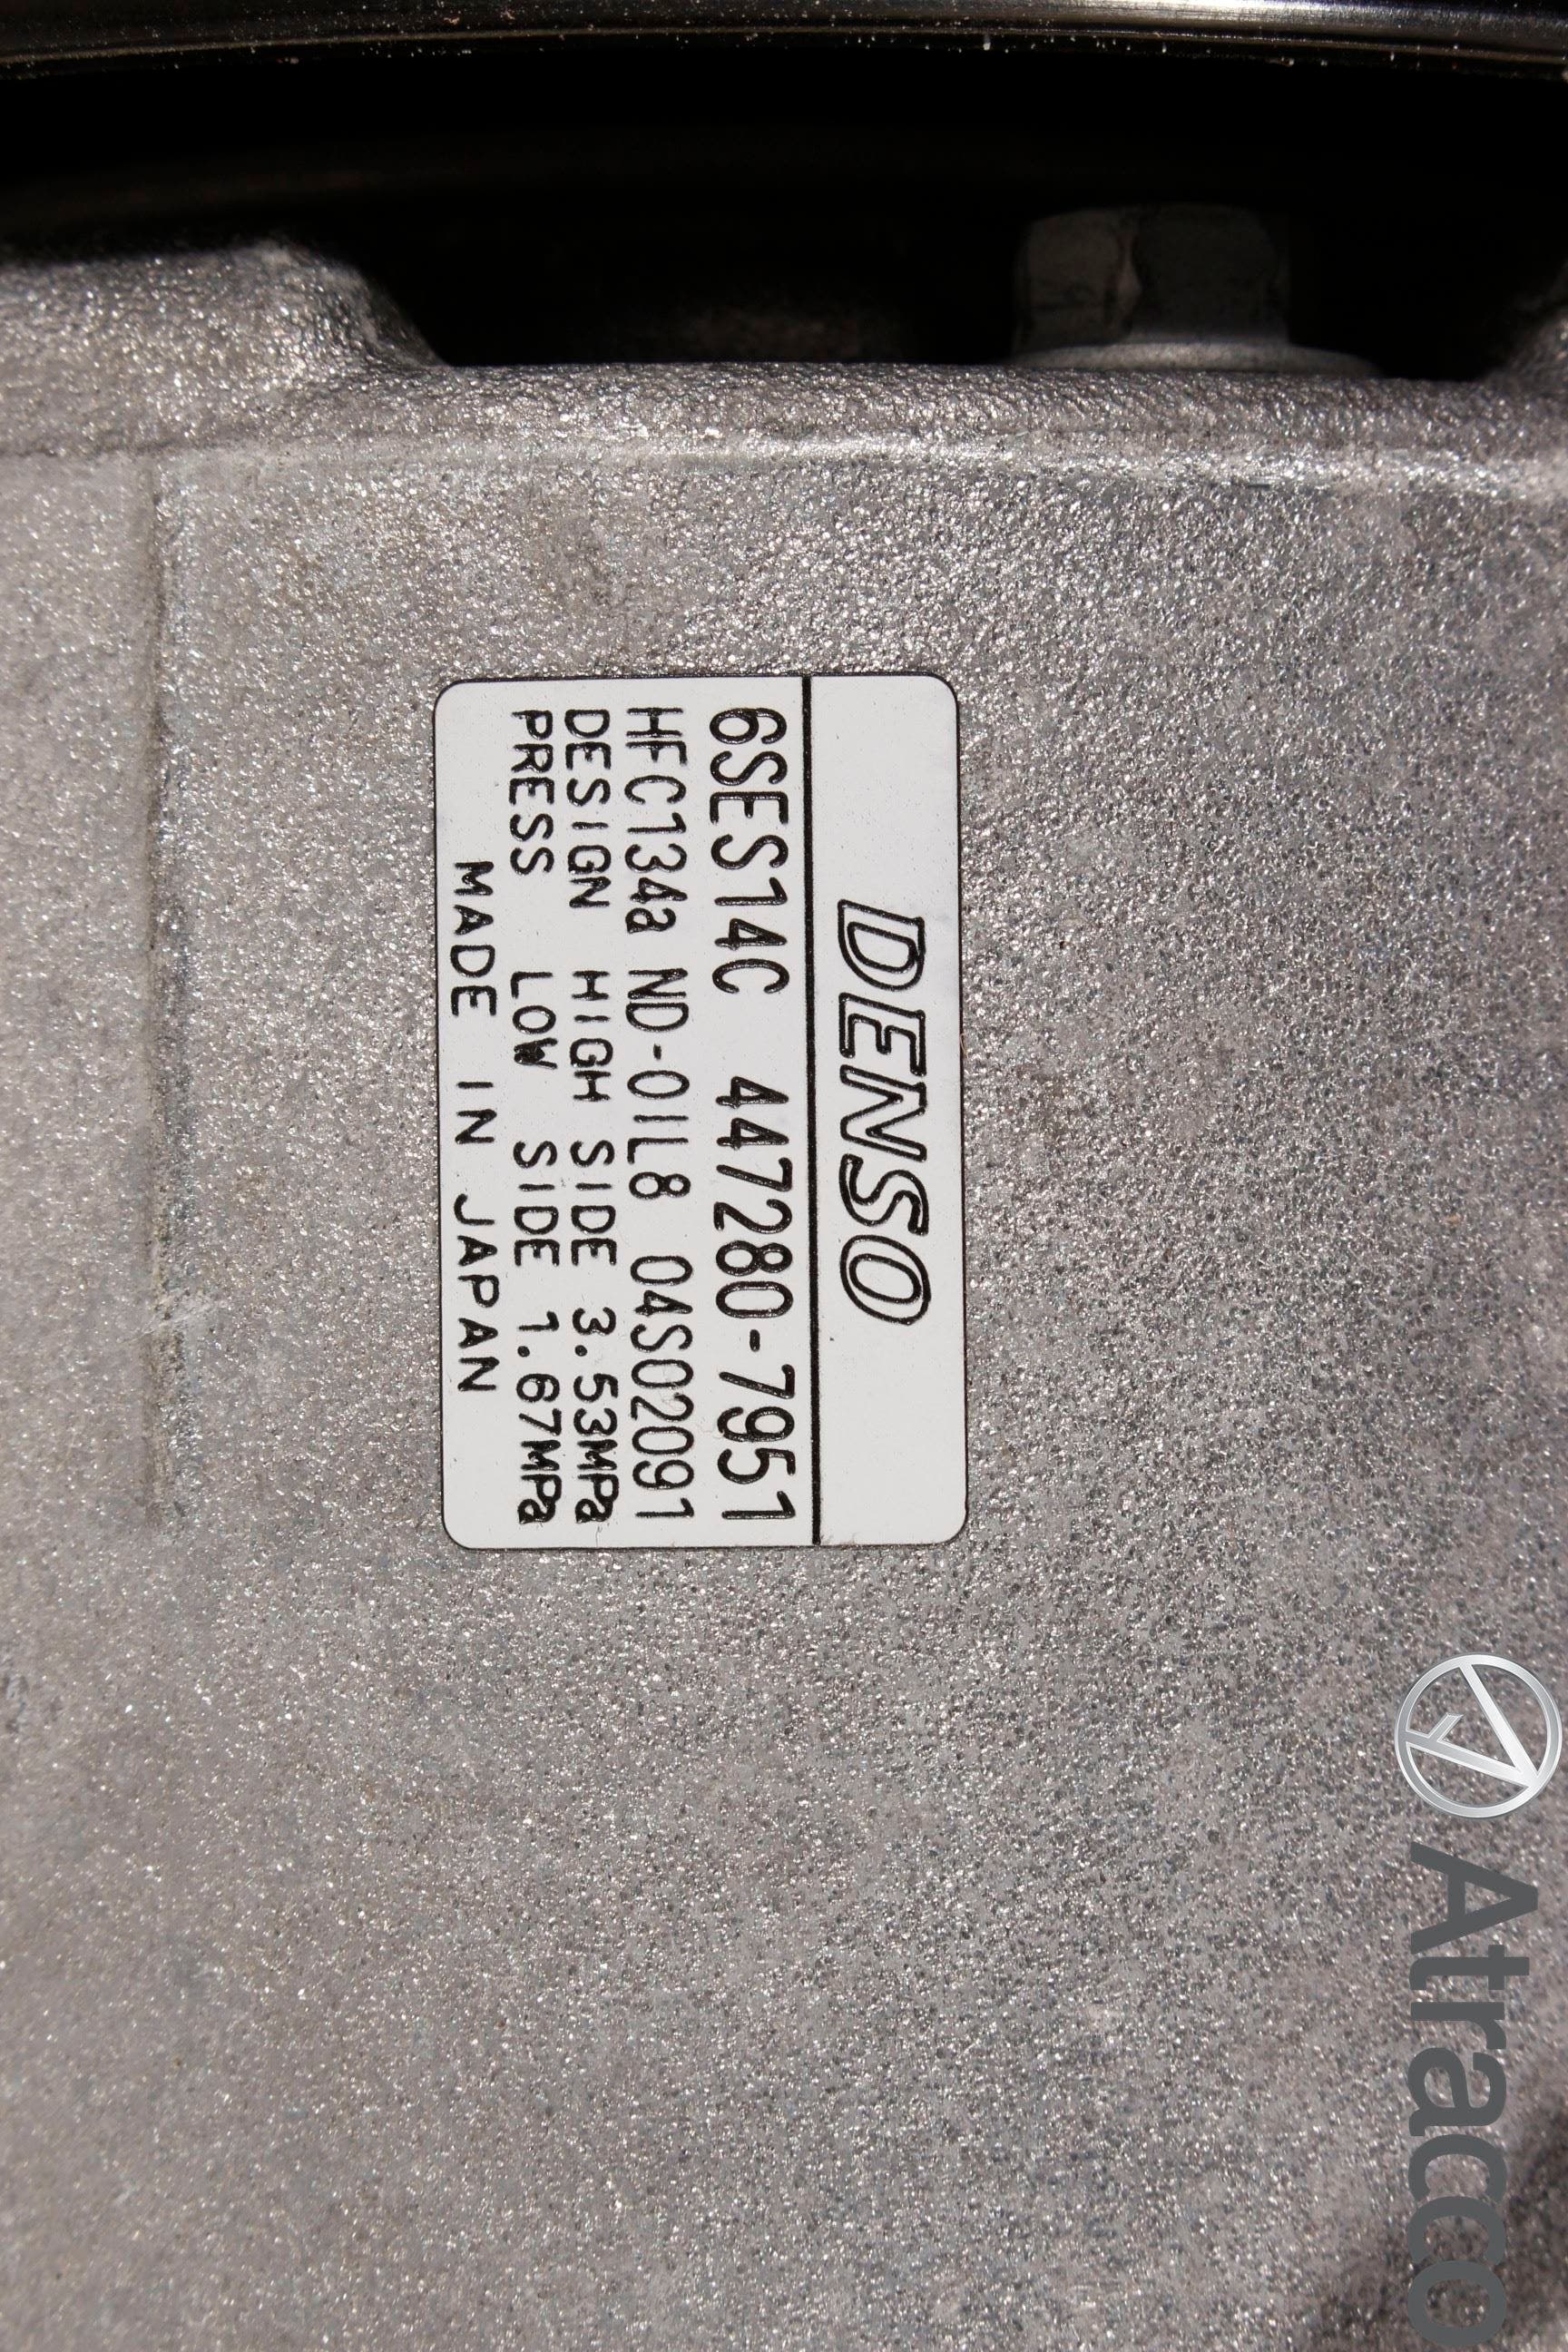 DENSO
6SES14C 447280-7951
HFC134a ND-OIL8 04S02091
DESIGN HIGH SIDE 3.53MPa
PRESS LOW SIDE 1.67MPa
MADE IN JAPAN
Atracco